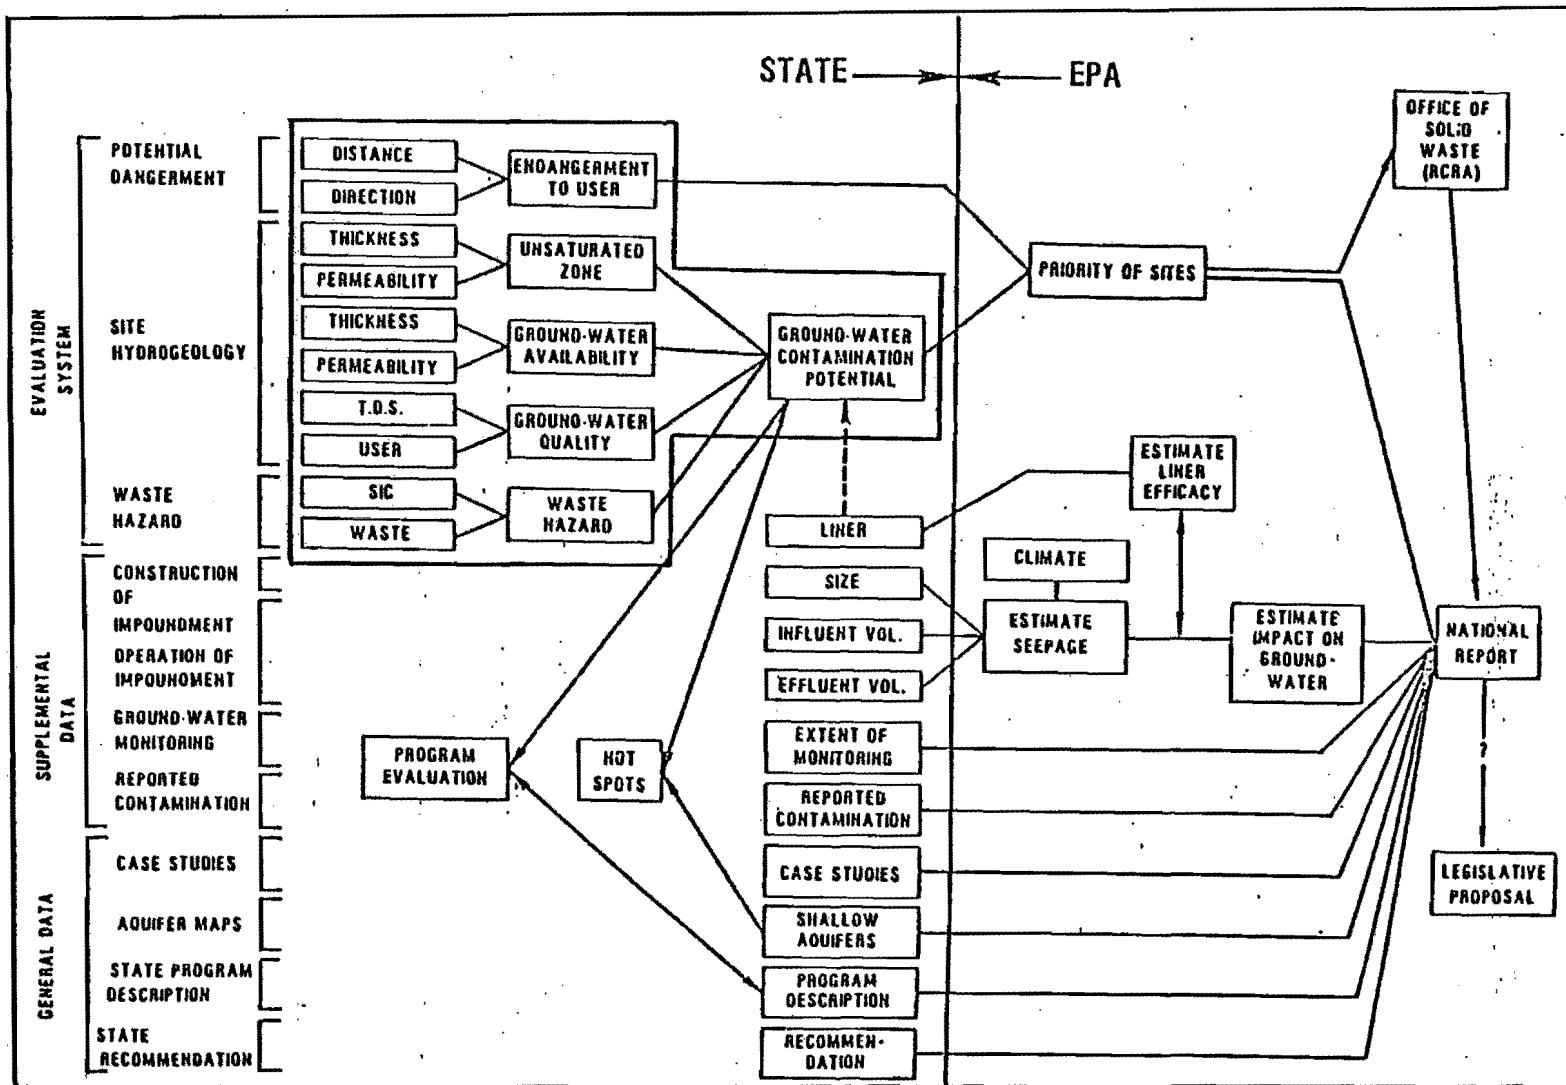 STATE
EPA
EVALUATION
SYSTEM
POTENTIAL
DANGERMENT
SITE
HYDROGEOLOGY
WASTE
HAZARD
SUPPLEMENTAL
DATA
CONSTRUCTION
OF
IMPOUNDMENT
OPERATION OF
IMPOUNDMENT
GROUND-WATER
MONITORING
REPORTED
CONTAMINATION
GENERAL DATA
CASE STUDIES
AQUIFER MAPS
STATE PROGRAM
DESCRIPTION
STATE
RECOMMENDATION
DISTANCE
DIRECTION
THICKNESS
PERMEABILITY
THICKNESS
PERMEABILITY
T.D.S.
USER
SIC
WASTE
ENDANGERMENT
TO USER
UNSATURATED
ZONE
GROUND-WATER
AVAILABILITY
GROUND-WATER
QUALITY
WASTE
HAZARD
PROGRAM
EVALUATION
HOT
SPOTS
GROUND-WATER
CONTAMINATION
POTENTIAL
LINER
SIZE
INFLUENT VOL.
EFFLUENT VOL.
EXTENT OF
MONITORING
REPORTED
CONTAMINATION
CASE STUDIES
SHALLOW
AQUIFERS
PROGRAM
DESCRIPTION
RECOMMEN-
DATION
PRIORITY OF SITES
ESTIMATE
LINER
EFFICACY
CLIMATE
ESTIMATE
SEEPAGE
ESTIMATE
IMPACT ON
GROUND-
WATER
OFFICE OF
SOLID
WASTE
(RCRA)
NATIONAL
REPORT
?
LEGISLATIVE
PROPOSAL